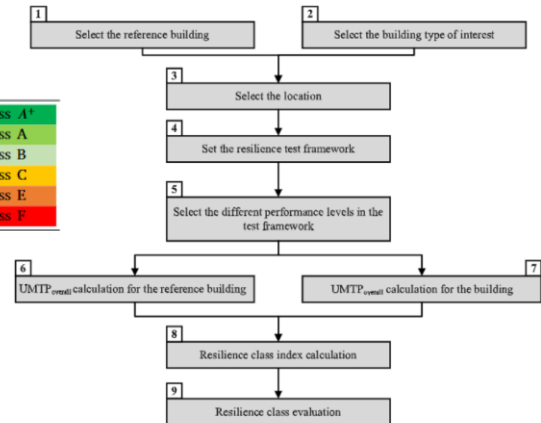 1
Select the reference building
2
Select the building type of interest
3
Select the location
4
Set the resilience test framework
5
Select the different performance levels in the
test framework
6
UMTPoverall calculation for the reference building
7
UMTPoverall calculation for the building
8
Resilience class index calculation
9
Resilience class evaluation
ss A+
ss A
ss B
ss C
ss E
ss F